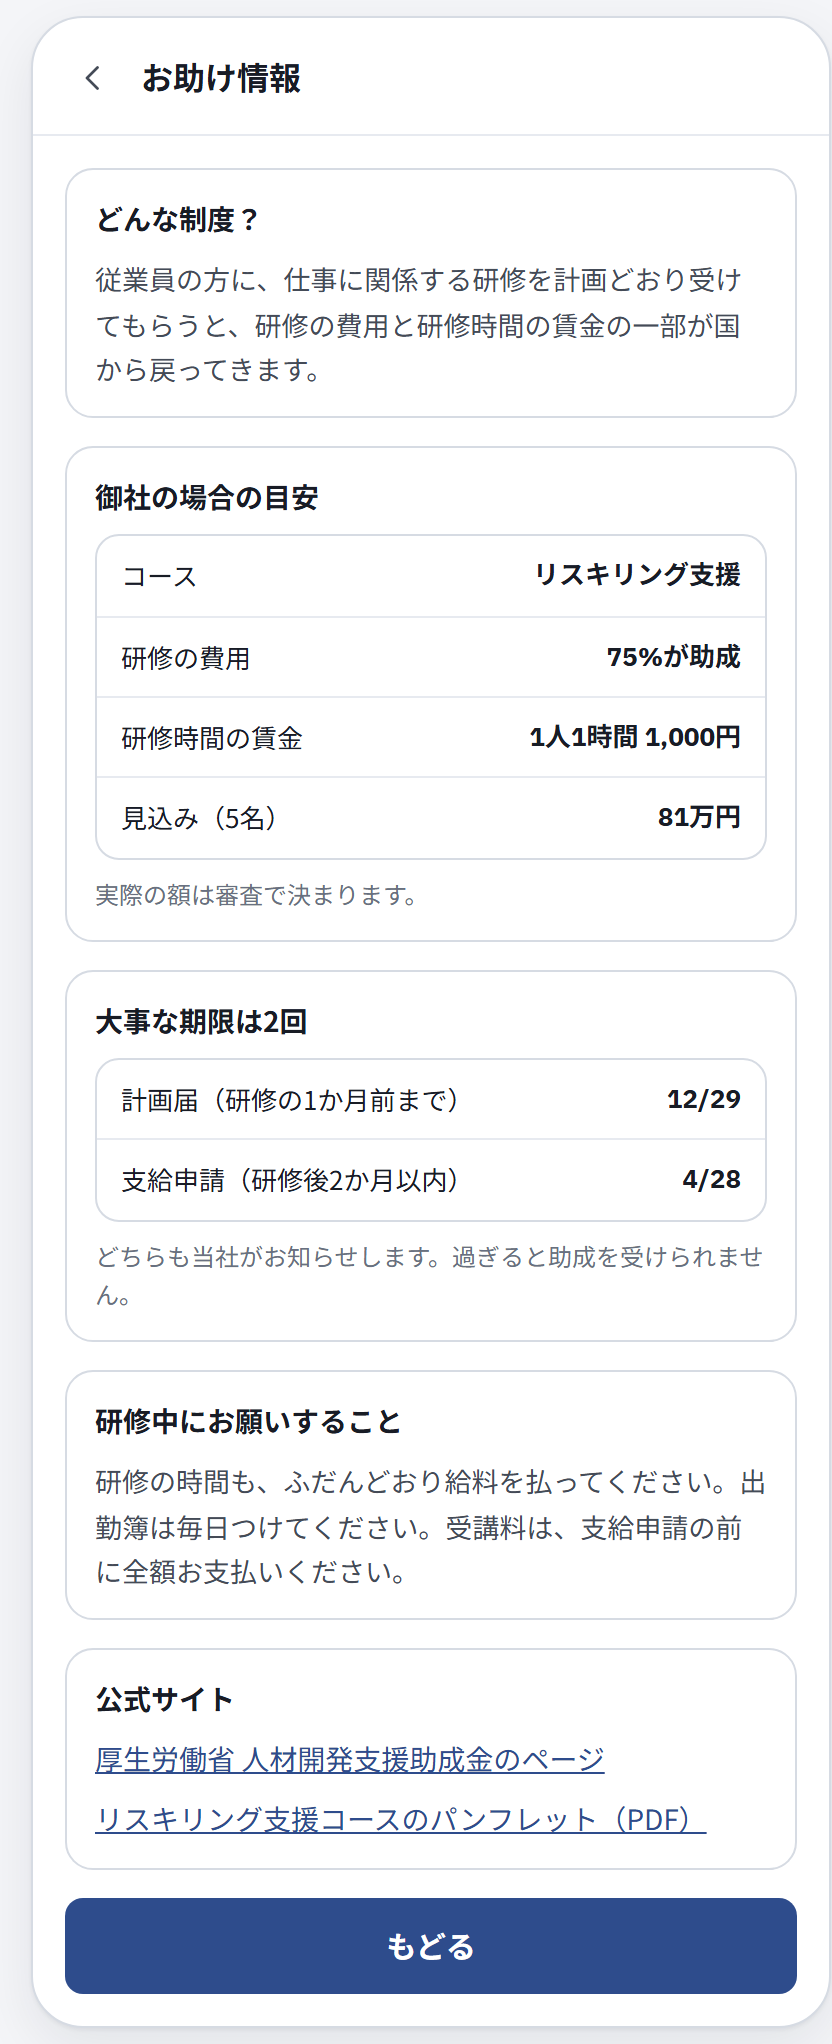 お助け情報
どんな制度？
従業員の方に、仕事に関係する研修を計画どおり受け
てもらうと、研修の費用と研修時間の賃金の一部が国
から戻ってきます。
御社の場合の目安
コース リスキリング支援
研修の費用 75%が助成
研修時間の賃金 1人1時間 1,000円
見込み（5名） 81万円
実際の額は審査で決まります。
大事な期限は2回
計画届（研修の1か月前まで） 12/29
支給申請（研修後2か月以内） 4/28
どちらも当社がお知らせします。過ぎると助成を受けられませ
ん。
研修中にお願いすること
研修の時間も、ふだんどおり給料を払ってください。出
勤簿は毎日つけてください。受講料は、支給申請の前
に全額お支払いください。
公式サイト
厚生労働省 人材開発支援助成金のページ
リスキリング支援コースのパンフレット（PDF）
もどる